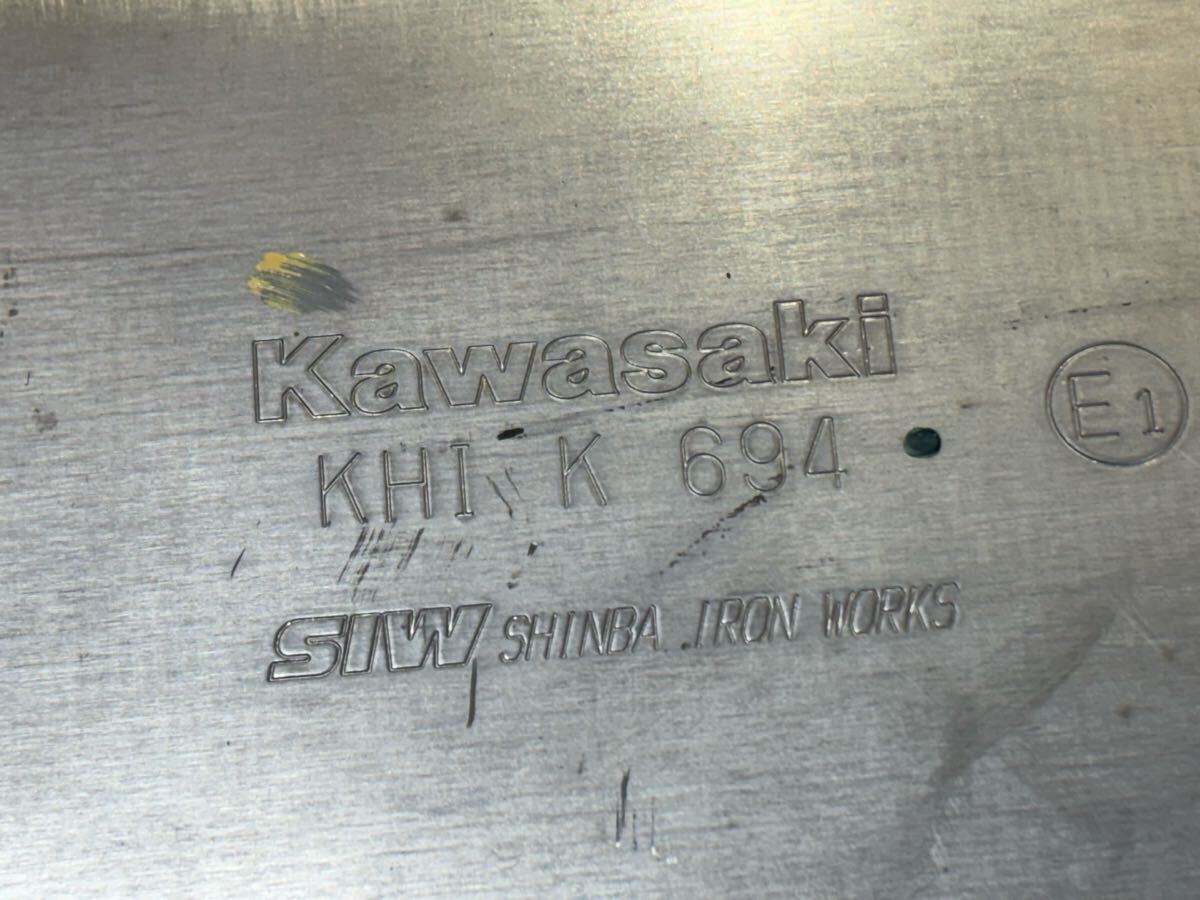 Kawasaki
KHI K 694
E1
SIW SHINBA IRON WORKS